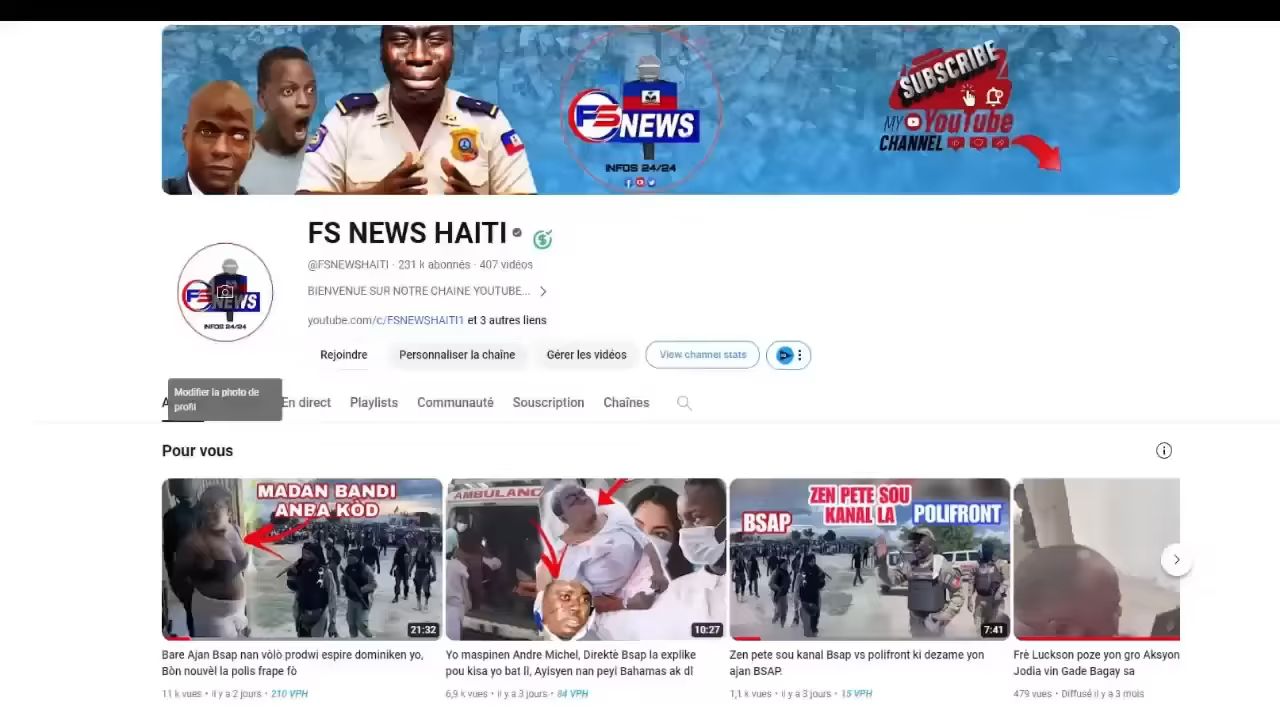 FS NEWS
INFOS 24/24
SUBSCRIBE
MY YouTube
CHANNEL
FS NEWS HAITI
@FSNEWSHAITI · 231 k abonnés · 407 vidéos
BIENVENUE SUR NOTRE CHAINE YOUTUBE...
youtube.com/c/FSNEWSHAITI1 et 3 autres liens
FS NEWS
INFOS 24/24
Rejoindre
Personnaliser la chaîne
Gérer les vidéos
View channel stats
Modifier la photo de
profil
En direct
Playlists
Communauté
Souscription
Chaînes
Pour vous
MADAN BANDI
ANBA KÒD
21:32
AMBULANC
10:27
ZEN PETE SOU
KANAL LA
BSAP
POLIFRONT
7:41
Bare Ajan Bsap nan vòlò prodwi espire dominiken yo,
Bòn nouvèl la polis frape fò
11 k vues • il y a 2 jours • 210 VPH
Yo maspinen Andre Michel, Direktè Bsap la explike
pou kisa yo bat li, Ayisyen nan peyi Bahamas ak dl
6,9 k vues • il y a 3 jours • 84 VPH
Zen pete sou kanal Bsap vs polifront ki dezame yon
ajan BSAP.
1,1 k vues • il y a 3 jours • 15 VPH
Frè Luckson poze yon gro Aksyon
Jodia vin Gade Bagay sa
479 vues • Diffusé il y a 3 mois